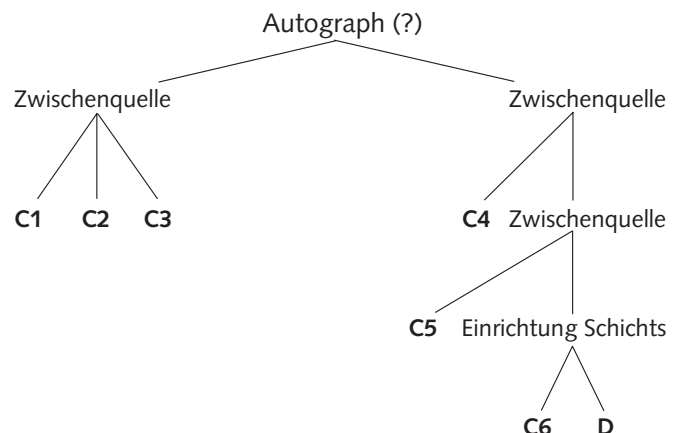 Autograph (?)
Zwischenquelle Zwischenquelle
C1 C2 C3 C4 Zwischenquelle
C5 Einrichtung Schichts
C6 D